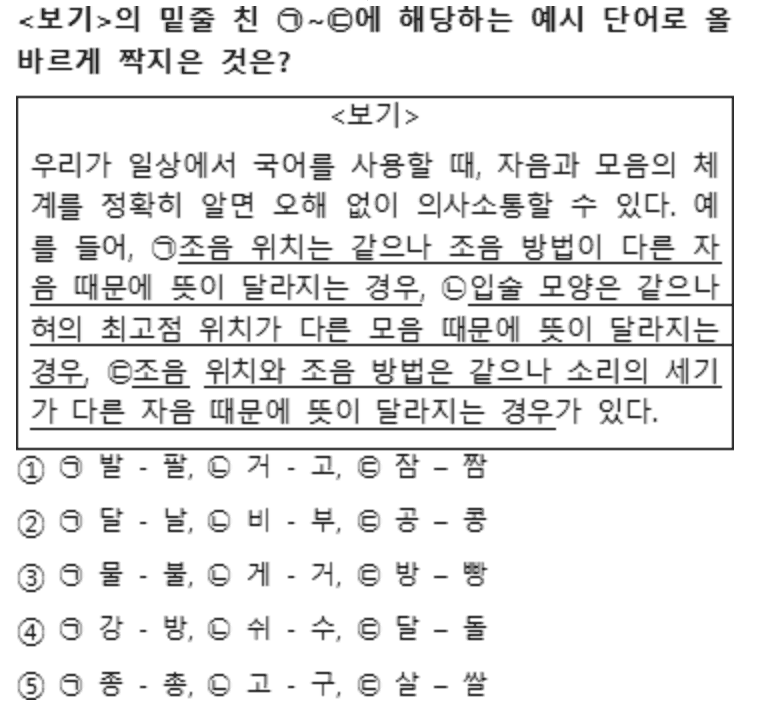 <보기>의 밑줄 친 ㉠~㉢에 해당하는 예시 단어로 올
바르게 짝지은 것은?
<보기>
우리가 일상에서 국어를 사용할 때, 자음과 모음의 체
계를 정확히 알면 오해 없이 의사소통할 수 있다. 예
를 들어, ㉠조음 위치는 같으나 조음 방법이 다른 자
음 때문에 뜻이 달라지는 경우, ㉡입술 모양은 같으나
혀의 최고점 위치가 다른 모음 때문에 뜻이 달라지는
경우, ㉢조음 위치와 조음 방법은 같으나 소리의 세기
가 다른 자음 때문에 뜻이 달라지는 경우가 있다.
① ㉠ 발 - 팔, ㉡ 거 - 고, ㉢ 잠 – 짬
② ㉠ 달 - 날, ㉡ 비 - 부, ㉢ 공 – 콩
③ ㉠ 물 - 불, ㉡ 게 - 거, ㉢ 방 – 빵
④ ㉠ 강 - 방, ㉡ 쉬 - 수, ㉢ 달 – 돌
⑤ ㉠ 종 - 총, ㉡ 고 - 구, ㉢ 살 – 쌀